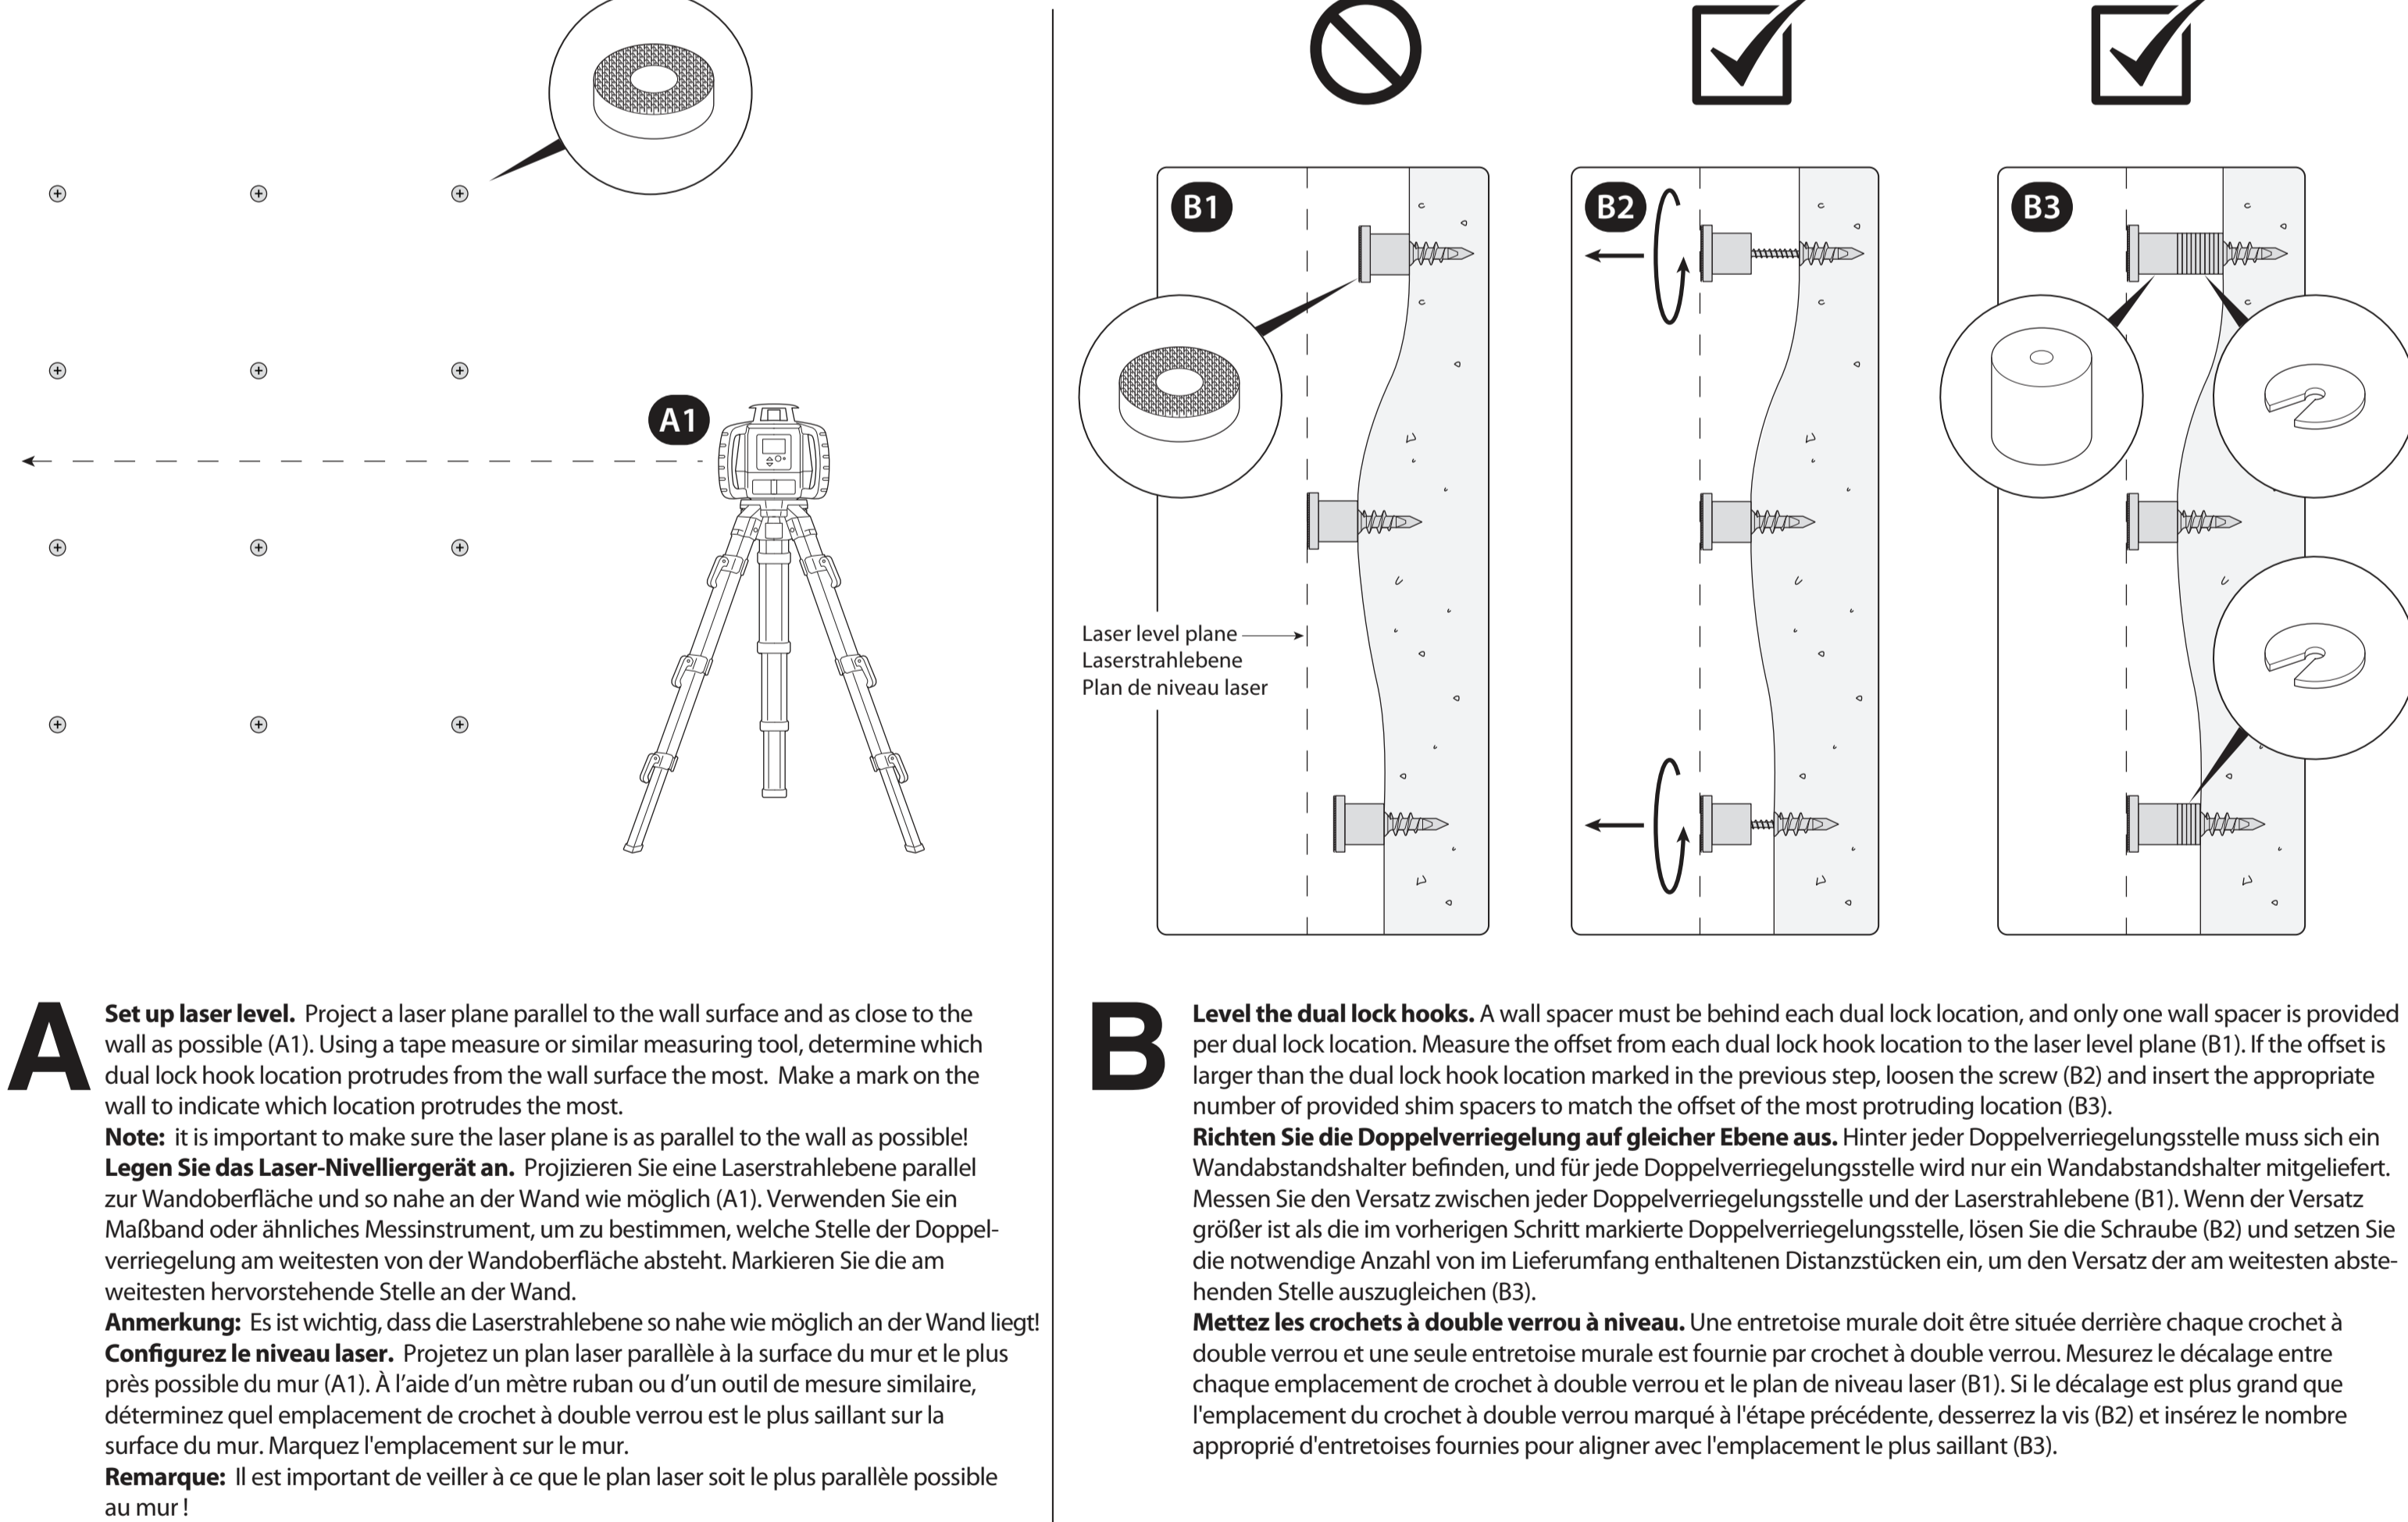 A1
B1
B2
B3
Laser level plane
Laserstrahlebene
Plan de niveau laser
A
Set up laser level. Project a laser plane parallel to the wall surface and as close to the
wall as possible (A1). Using a tape measure or similar measuring tool, determine which
dual lock hook location protrudes from the wall surface the most. Make a mark on the
wall to indicate which location protrudes the most.
Note: it is important to make sure the laser plane is as parallel to the wall as possible!
Legen Sie das Laser-Nivelliergerät an. Projizieren Sie eine Laserstrahlebene parallel
zur Wandoberfläche und so nahe an der Wand wie möglich (A1). Verwenden Sie ein
Maßband oder ähnliches Messinstrument, um zu bestimmen, welche Stelle der Doppel-
verriegelung am weitesten von der Wandoberfläche absteht. Markieren Sie die am
weitesten hervorstehende Stelle an der Wand.
Anmerkung: Es ist wichtig, dass die Laserstrahlebene so nahe wie möglich an der Wand liegt!
Configurez le niveau laser. Projetez un plan laser parallèle à la surface du mur et le plus
près possible du mur (A1). À l’aide d’un mètre ruban ou d’un outil de mesure similaire,
déterminez quel emplacement de crochet à double verrou est le plus saillant sur la
surface du mur. Marquez l'emplacement sur le mur.
Remarque: Il est important de veiller à ce que le plan laser soit le plus parallèle possible
au mur !
B
Level the dual lock hooks. A wall spacer must be behind each dual lock location, and only one wall spacer is provided
per dual lock location. Measure the offset from each dual lock hook location to the laser level plane (B1). If the offset is
larger than the dual lock hook location marked in the previous step, loosen the screw (B2) and insert the appropriate
number of provided shim spacers to match the offset of the most protruding location (B3).
Richten Sie die Doppelverriegelung auf gleicher Ebene aus. Hinter jeder Doppelverriegelungsstelle muss sich ein
Wandabstandshalter befinden, und für jede Doppelverriegelungsstelle wird nur ein Wandabstandshalter mitgeliefert.
Messen Sie den Versatz zwischen jeder Doppelverriegelungsstelle und der Laserstrahlebene (B1). Wenn der Versatz
größer ist als die im vorherigen Schritt markierte Doppelverriegelungsstelle, lösen Sie die Schraube (B2) und setzen Sie
die notwendige Anzahl von im Lieferumfang enthaltenen Distanzstücken ein, um den Versatz der am weitesten abste-
henden Stelle auszugleichen (B3).
Mettez les crochets à double verrou à niveau. Une entretoise murale doit être située derrière chaque crochet à
double verrou et une seule entretoise murale est fournie par crochet à double verrou. Mesurez le décalage entre
chaque emplacement de crochet à double verrou et le plan de niveau laser (B1). Si le décalage est plus grand que
l'emplacement du crochet à double verrou marqué à l'étape précédente, desserrez la vis (B2) et insérez le nombre
approprié d'entretoises fournies pour aligner avec l'emplacement le plus saillant (B3).